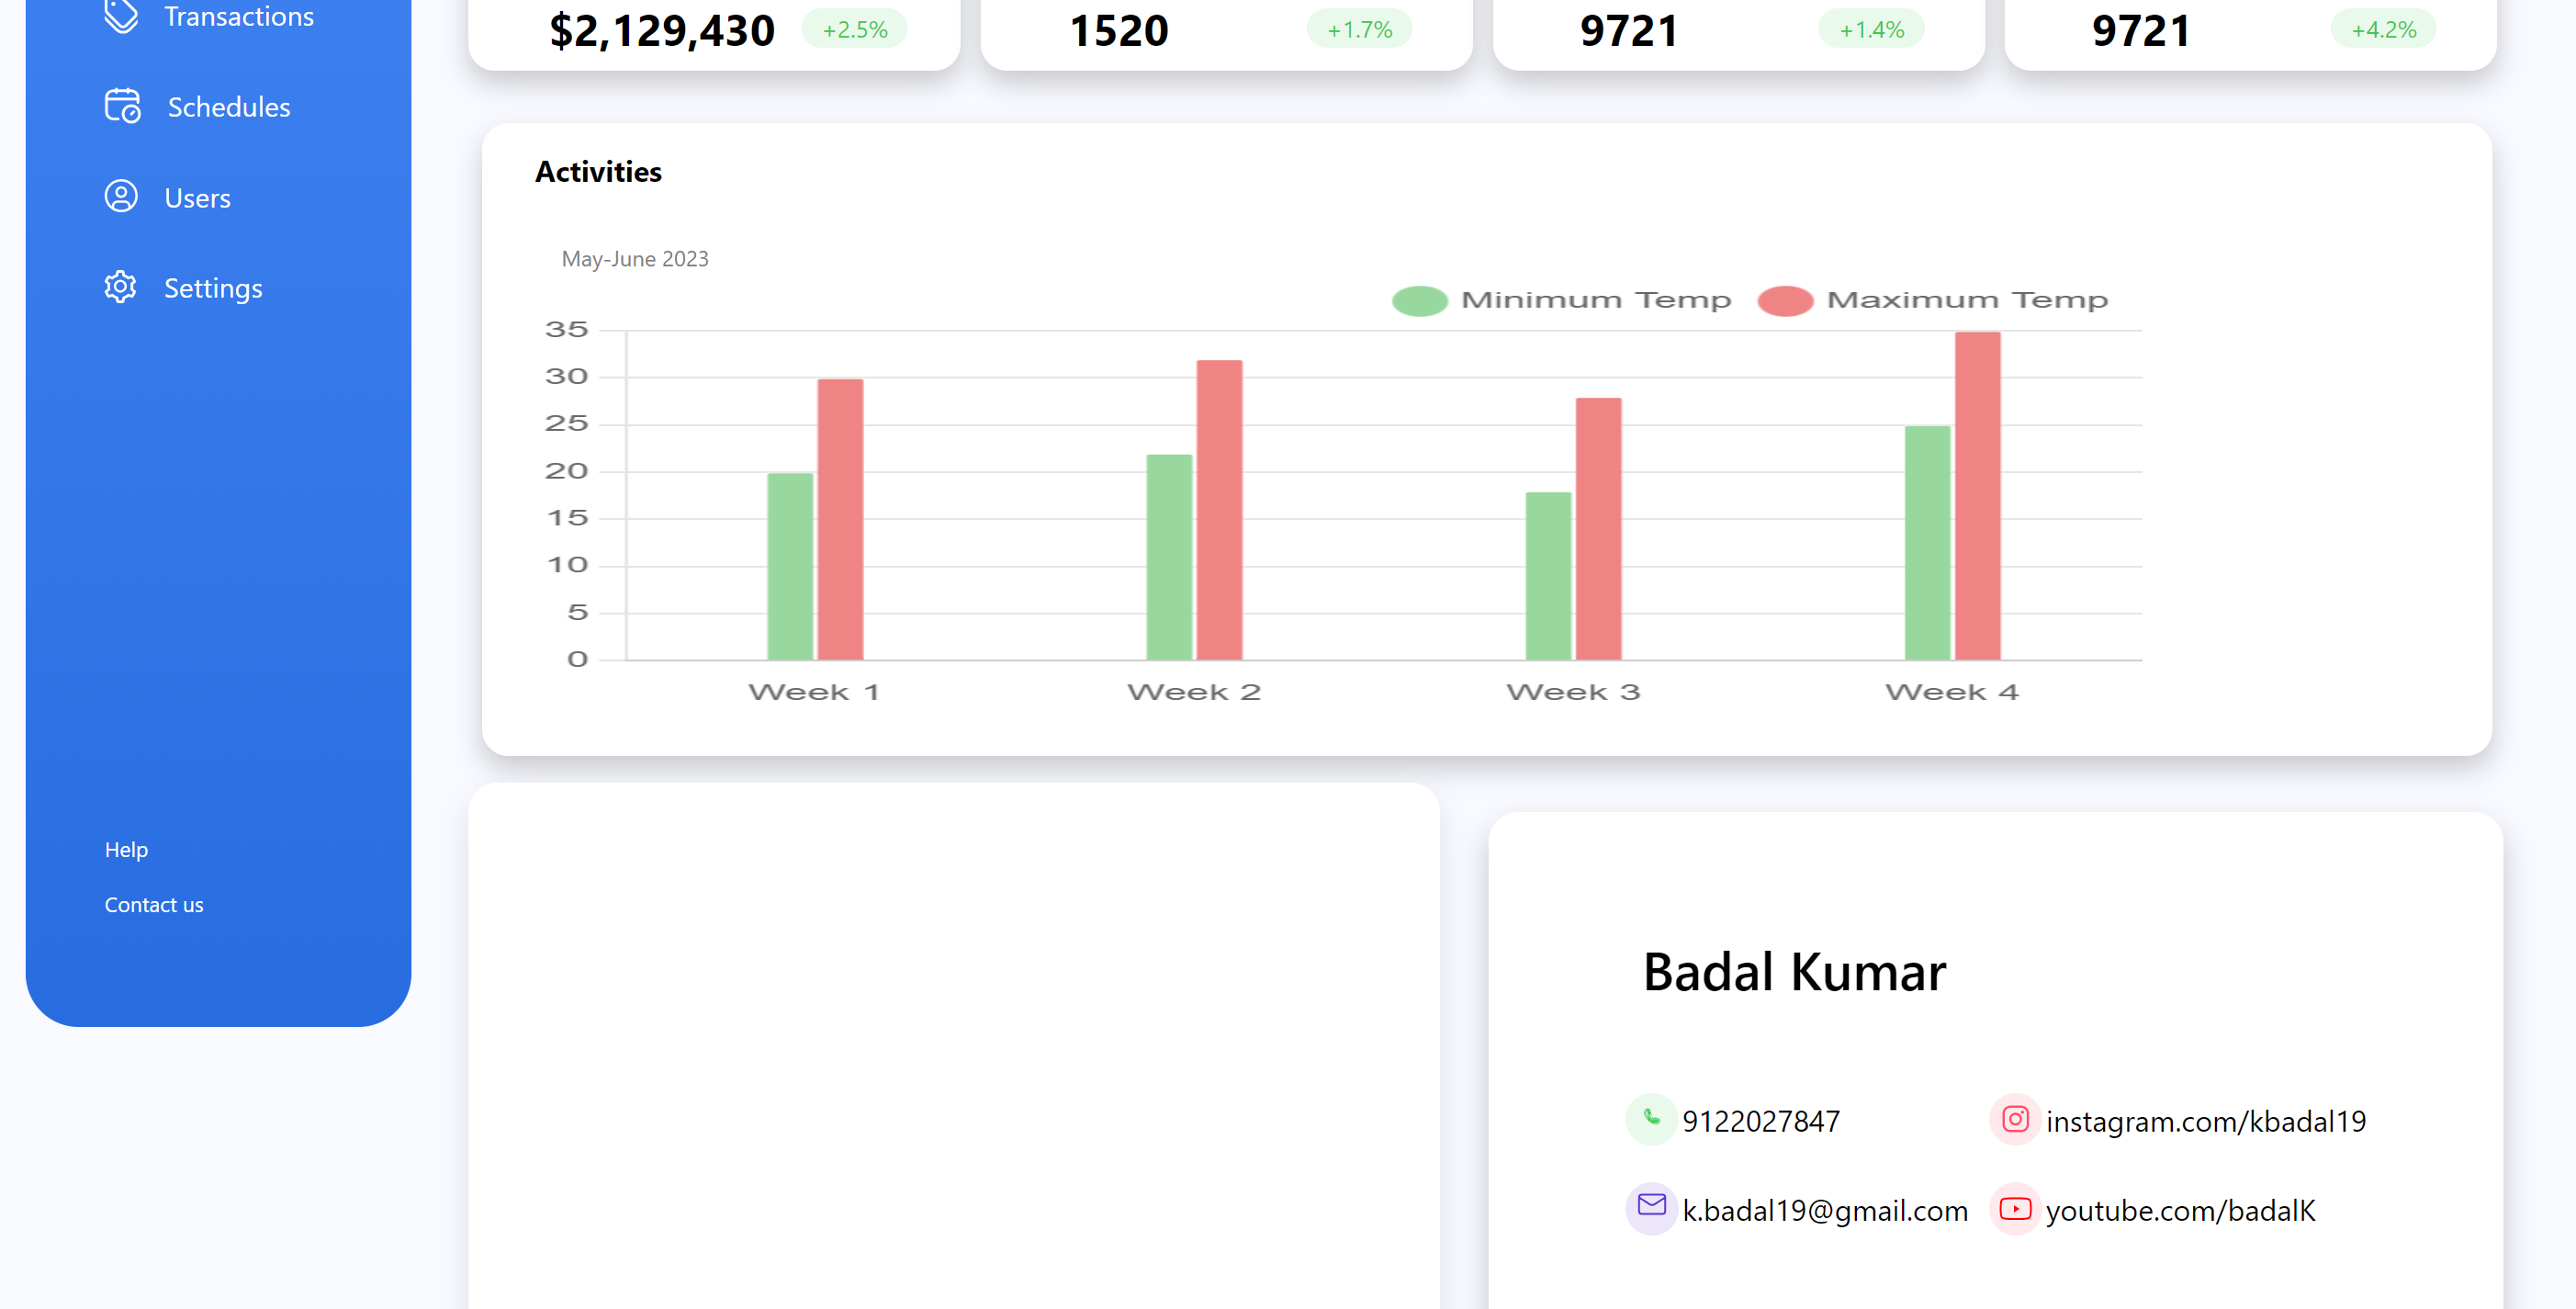 Transactions
Schedules
Users
Settings
Help
Contact us
$2,129,430 +2.5%
1520 +1.7%
9721 +1.4%
9721 +4.2%
Activities
May-June 2023
Minimum Temp Maximum Temp
35
30
25
20
15
10
5
0
Week 1 Week 2 Week 3 Week 4
Badal Kumar
9122027847 instagram.com/kbadal19
k.badal19@gmail.com youtube.com/badalK